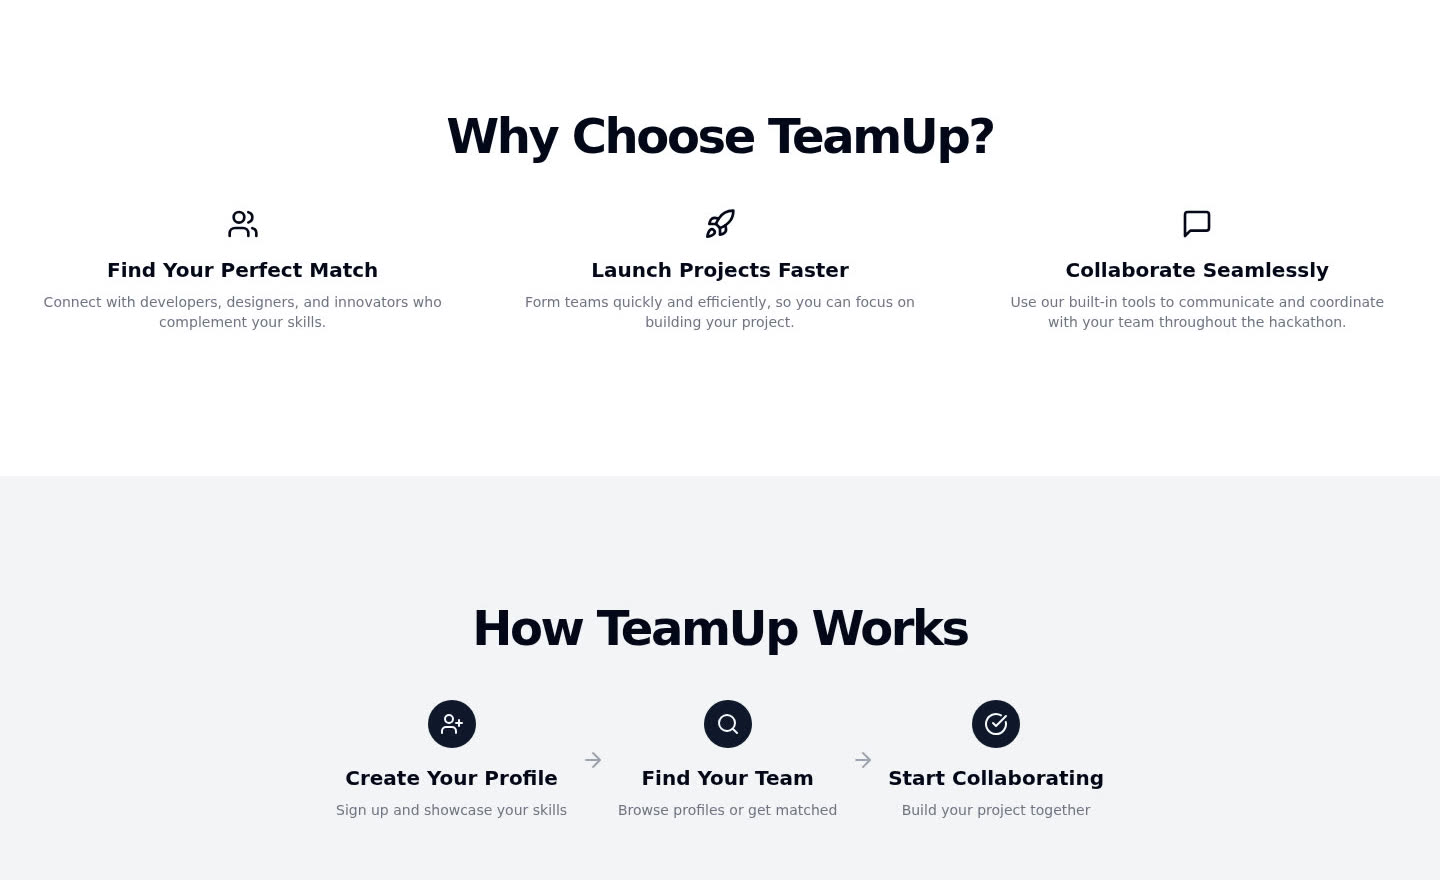 Why Choose TeamUp?
Find Your Perfect Match
Connect with developers, designers, and innovators who
complement your skills.
Launch Projects Faster
Form teams quickly and efficiently, so you can focus on
building your project.
Collaborate Seamlessly
Use our built-in tools to communicate and coordinate
with your team throughout the hackathon.
How TeamUp Works
Create Your Profile
Sign up and showcase your skills
Find Your Team
Browse profiles or get matched
Start Collaborating
Build your project together